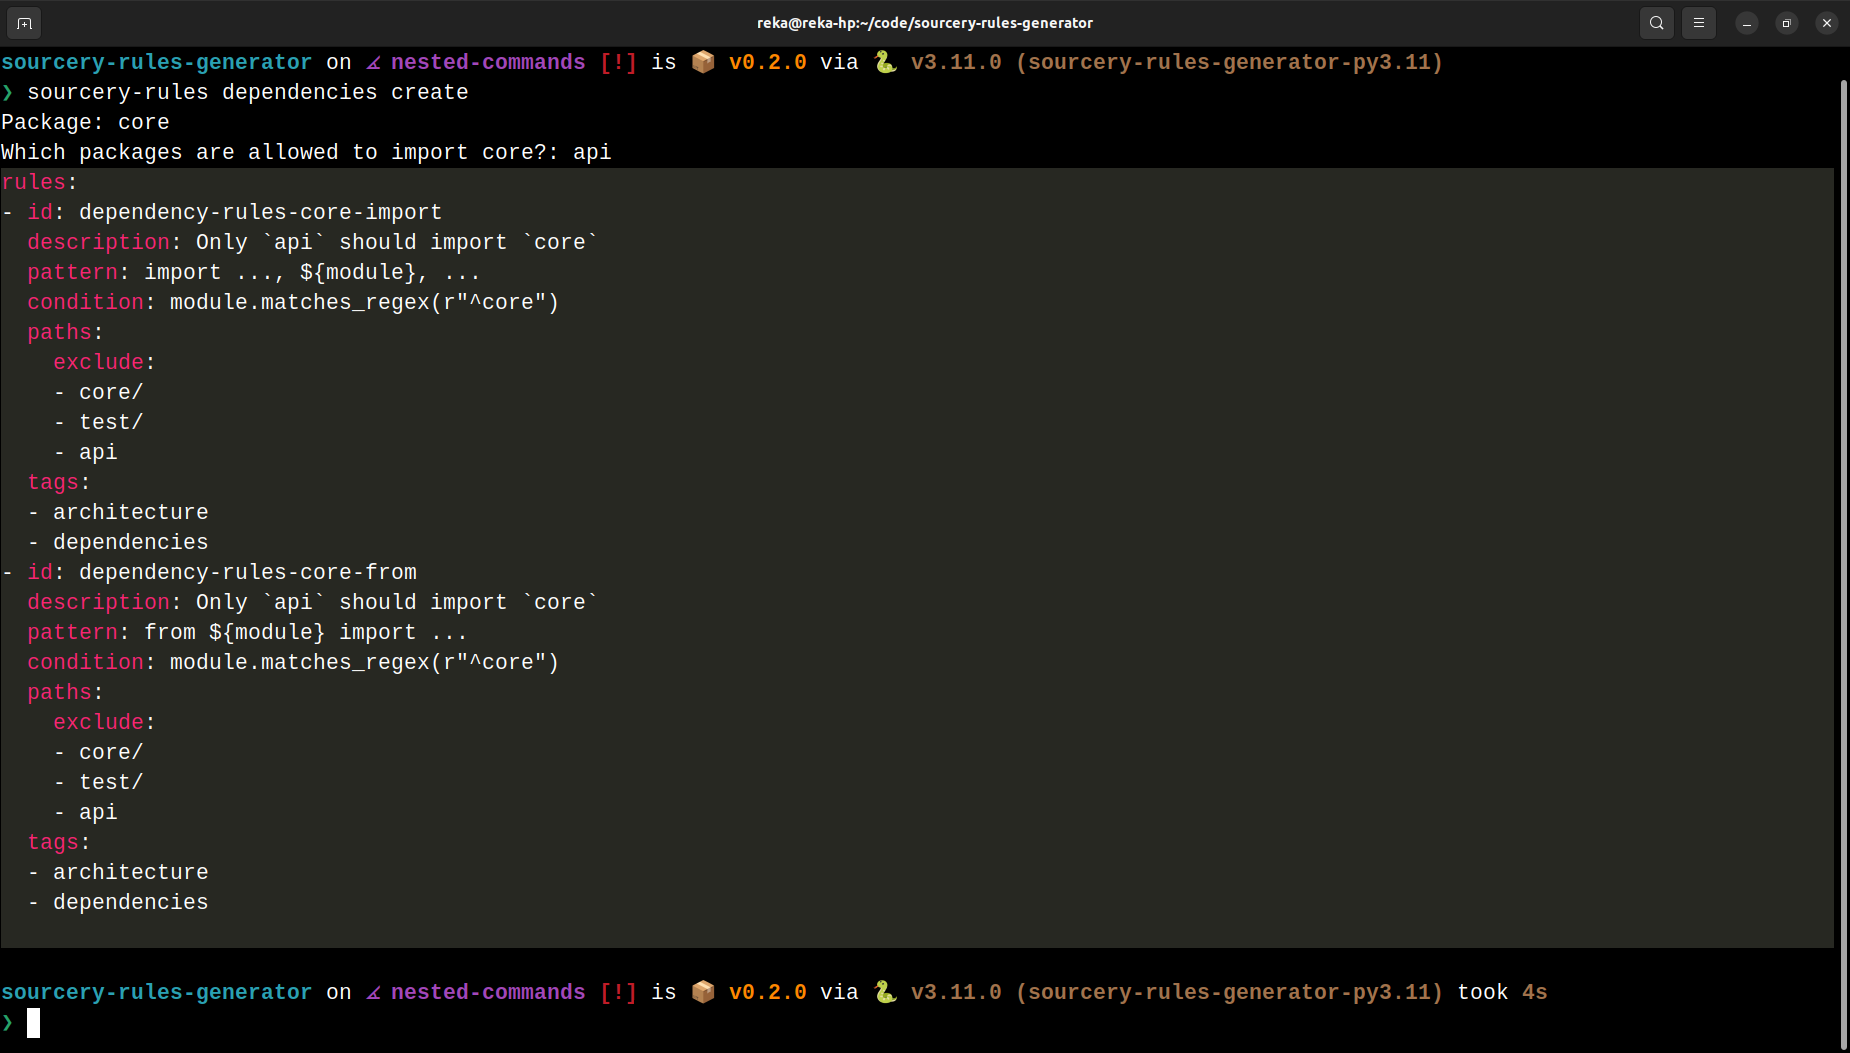 reka@reka-hp:~/code/sourcery-rules-generator
sourcery-rules-generator on nested-commands [!] is 📦 v0.2.0 via 🐍 v3.11.0 (sourcery-rules-generator-py3.11)
❯ sourcery-rules dependencies create
Package: core
Which packages are allowed to import core?: api
rules:
- id: dependency-rules-core-import
  description: Only `api` should import `core`
  pattern: import ..., ${module}, ...
  condition: module.matches_regex(r"^core")
  paths:
    exclude:
    - core/
    - test/
    - api
  tags:
  - architecture
  - dependencies
- id: dependency-rules-core-from
  description: Only `api` should import `core`
  pattern: from ${module} import ...
  condition: module.matches_regex(r"^core")
  paths:
    exclude:
    - core/
    - test/
    - api
  tags:
  - architecture
  - dependencies
sourcery-rules-generator on nested-commands [!] is 📦 v0.2.0 via 🐍 v3.11.0 (sourcery-rules-generator-py3.11) took 4s
❯